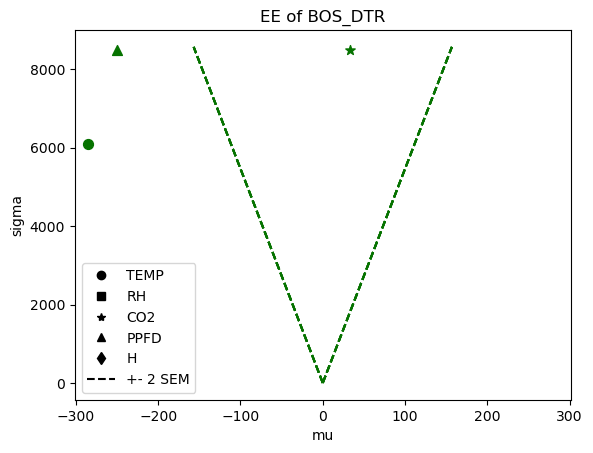 EE of BOS_DTR
sigma
8000
6000
4000
2000
0
TEMP
RH
CO2
PPFD
H
+- 2 SEM
−300 −200 −100 0 100 200 300
mu